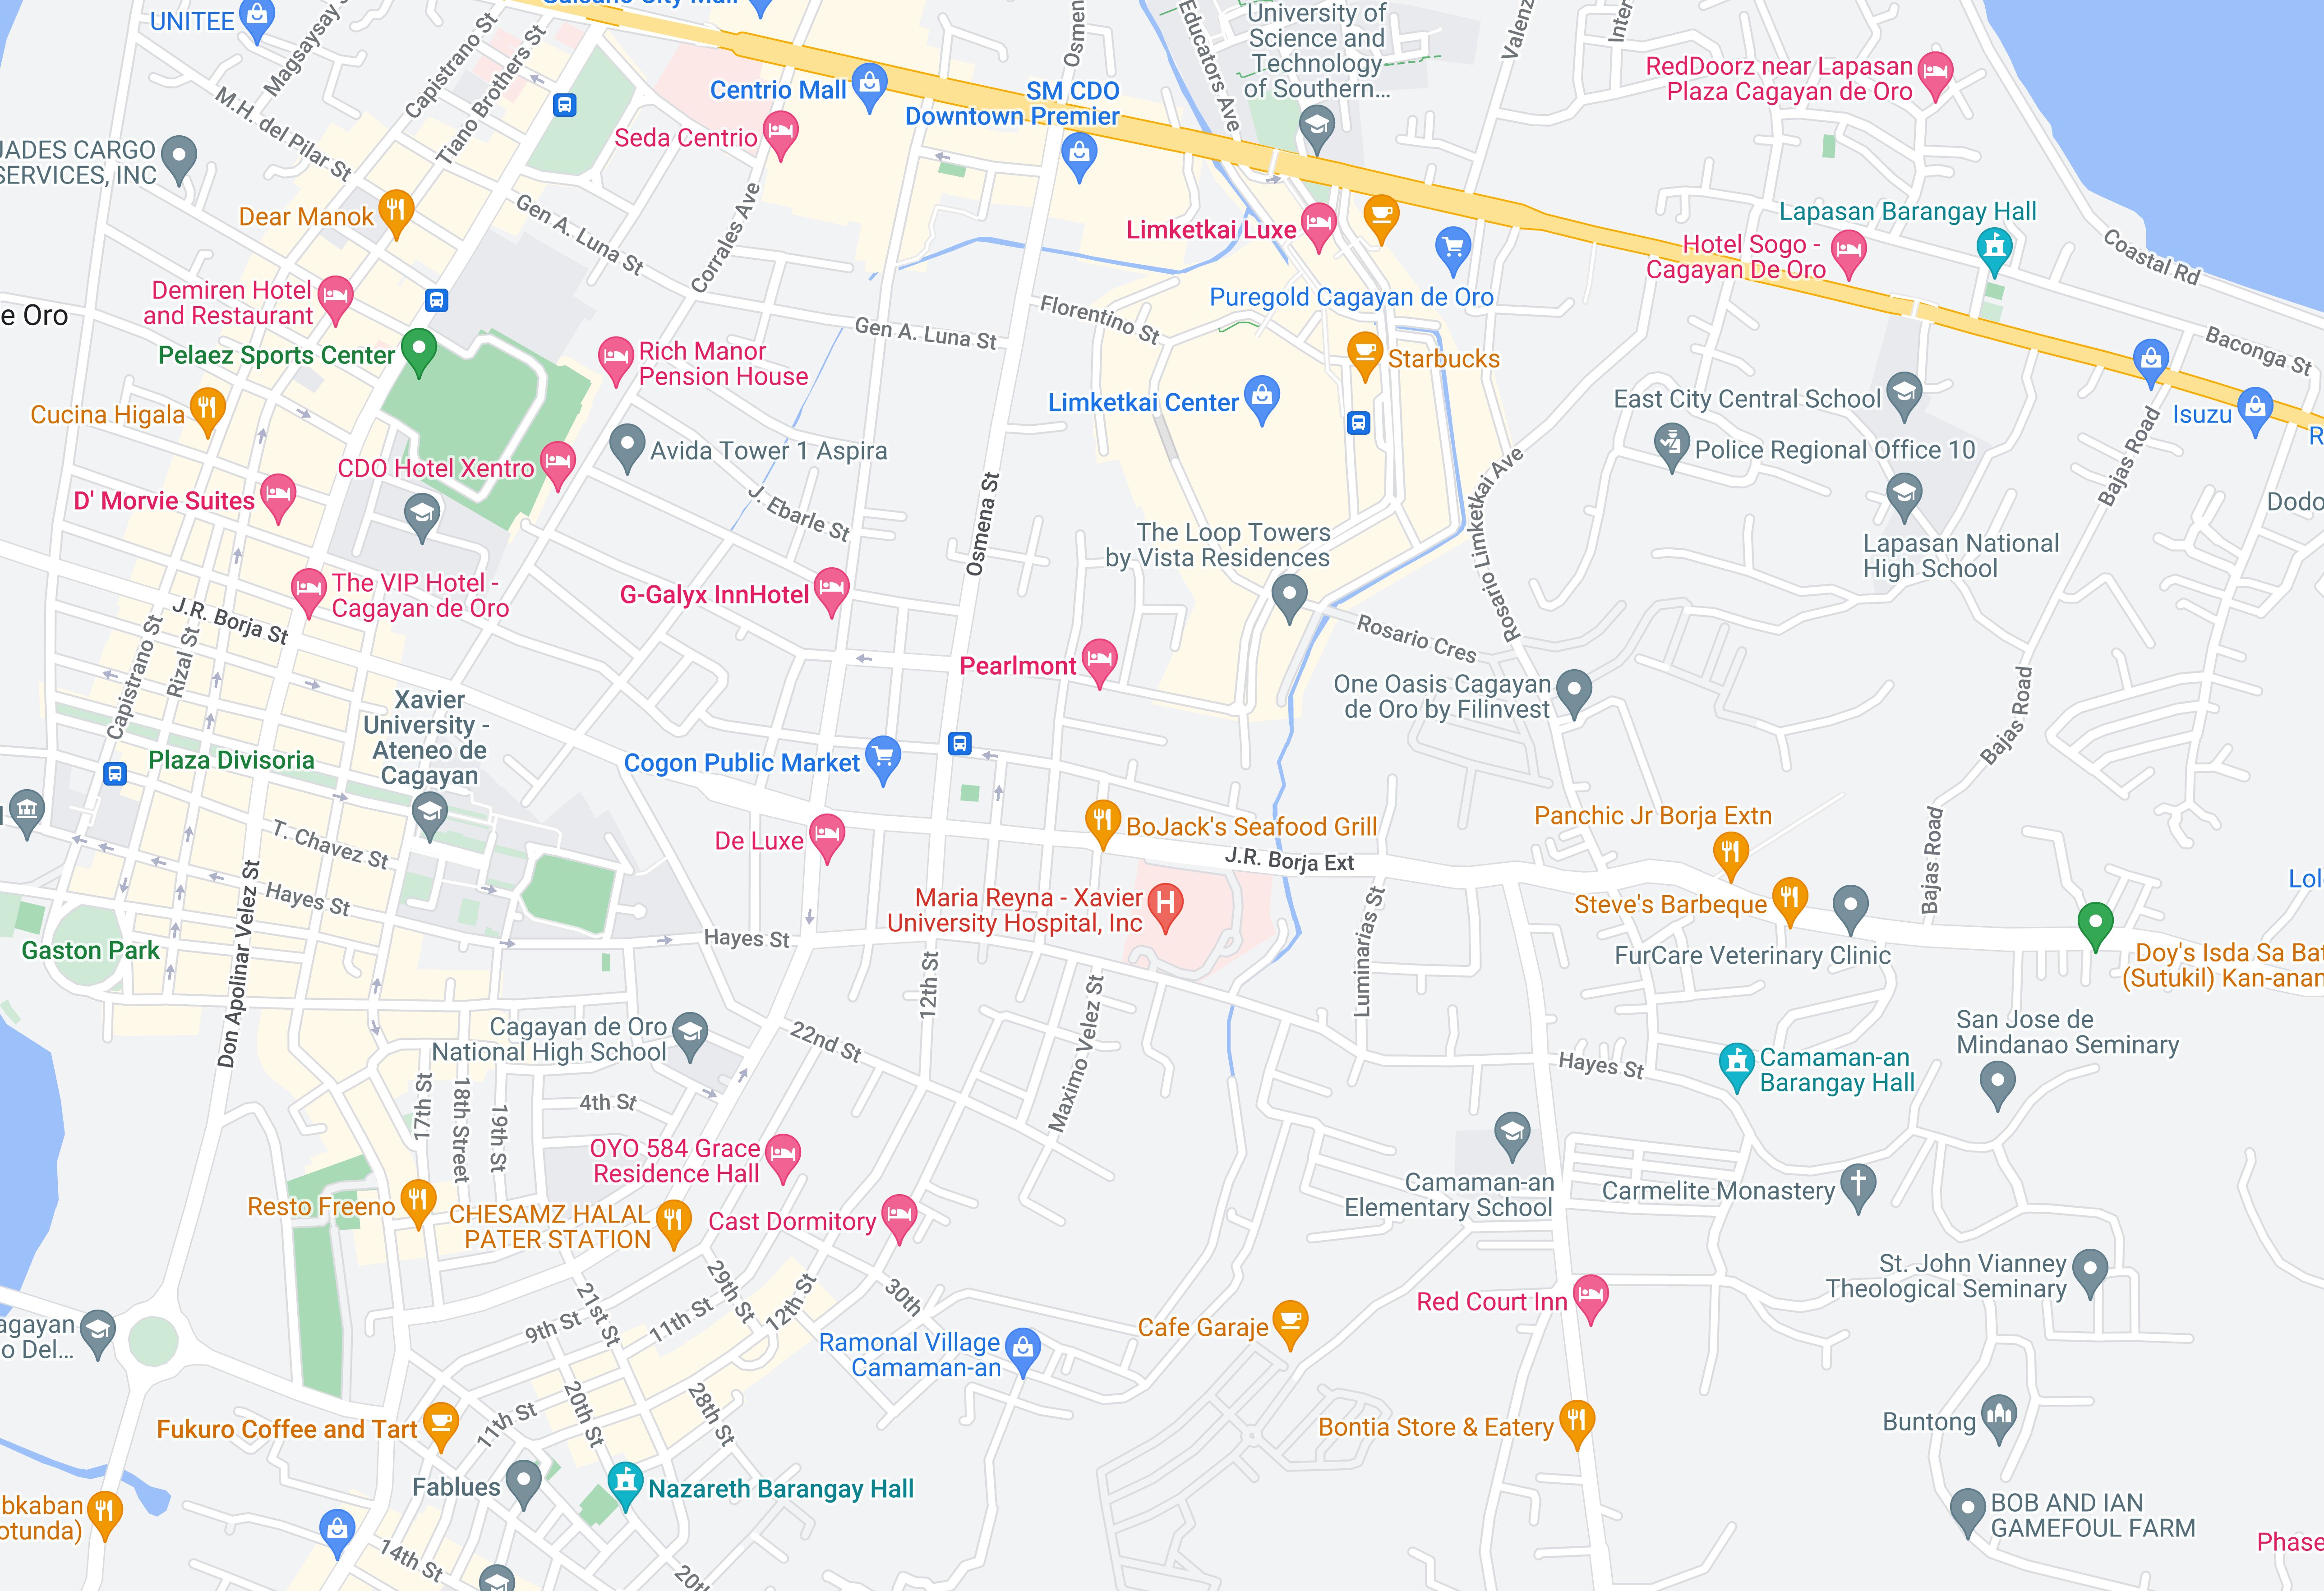 UNITEE
Magsaysay
Capistrano St
Tiano Brothers St
M.H. del Pilar St
JADES CARGO
SERVICES, INC
Dear Manok
Centrio Mall
Seda Centrio
SM CDO
Downtown Premier
Osmen
Educators Ave
University of
Science and
Technology
of Southern...
Valenz
Inter
RedDoorz near Lapasan
Plaza Cagayan de Oro
Lapasan Barangay Hall
Hotel Sogo -
Cagayan De Oro
Coastal Rd
Baconga St
Limketkai Luxe
Puregold Cagayan de Oro
Gen A. Luna St
Corrales Ave
Demiren Hotel
and Restaurant
e Oro
Pelaez Sports Center
Rich Manor
Pension House
Gen A. Luna St
Florentino St
Starbucks
Limketkai Center
East City Central School
Isuzu
Bajas Road
Police Regional Office 10
Cucina Higala
CDO Hotel Xentro
Avida Tower 1 Aspira
D' Morvie Suites
J. Ebarle St
Osmena St
The Loop Towers
by Vista Residences
Rosario Limketkai Ave
Lapasan National
High School
Dodo
The VIP Hotel -
Cagayan de Oro
G-Galyx InnHotel
J.R. Borja St
Capistrano St
Rizal St
Rosario Cres
Pearlmont
One Oasis Cagayan
de Oro by Filinvest
Bajas Road
Xavier
University -
Ateneo de
Cagayan
Plaza Divisoria
Cogon Public Market
T. Chavez St
De Luxe
BoJack's Seafood Grill
J.R. Borja Ext
Panchic Jr Borja Extn
Bajas Road
Hayes St
Don Apolinar Velez St
Gaston Park
Hayes St
Maria Reyna - Xavier
University Hospital, Inc
Luminarias St
Steve's Barbeque
FurCare Veterinary Clinic
Lol
Doy's Isda Sa Bat
(Sutukil) Kan-anan
12th St
Maximo Velez St
Cagayan de Oro
National High School
22nd St
Hayes St
San Jose de
Mindanao Seminary
Camaman-an
Barangay Hall
17th St
18th Street
19th St
4th St
OYO 584 Grace
Residence Hall
Resto Freeno
CHESAMZ HALAL
PATER STATION
Cast Dormitory
Camaman-an
Elementary School
Carmelite Monastery
St. John Vianney
Theological Seminary
agayan
o Del...
21st St
29th St
12th St
30th
9th St
11th St
Ramonal Village
Camaman-an
Cafe Garaje
Red Court Inn
Fukuro Coffee and Tart
11th St
20th St
28th St
Bontia Store & Eatery
Buntong
Fablues
Nazareth Barangay Hall
bkaban
otunda)
14th St
BOB AND IAN
GAMEFOUL FARM
Phase